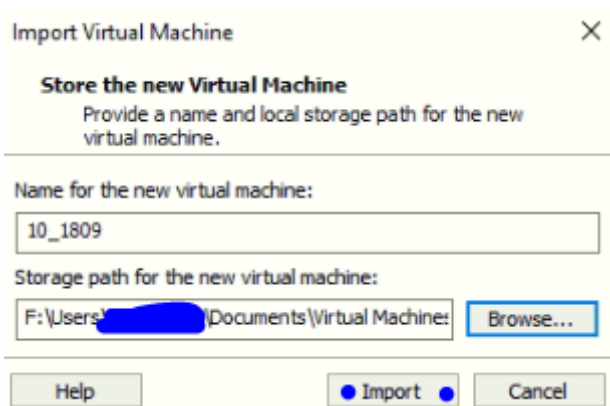 Import Virtual Machine
Store the new Virtual Machine
Provide a name and local storage path for the new
virtual machine.
Name for the new virtual machine:
10_1809
Storage path for the new virtual machine:
F:\Users\ \Documents\Virtual Machines Browse...
Help Import Cancel